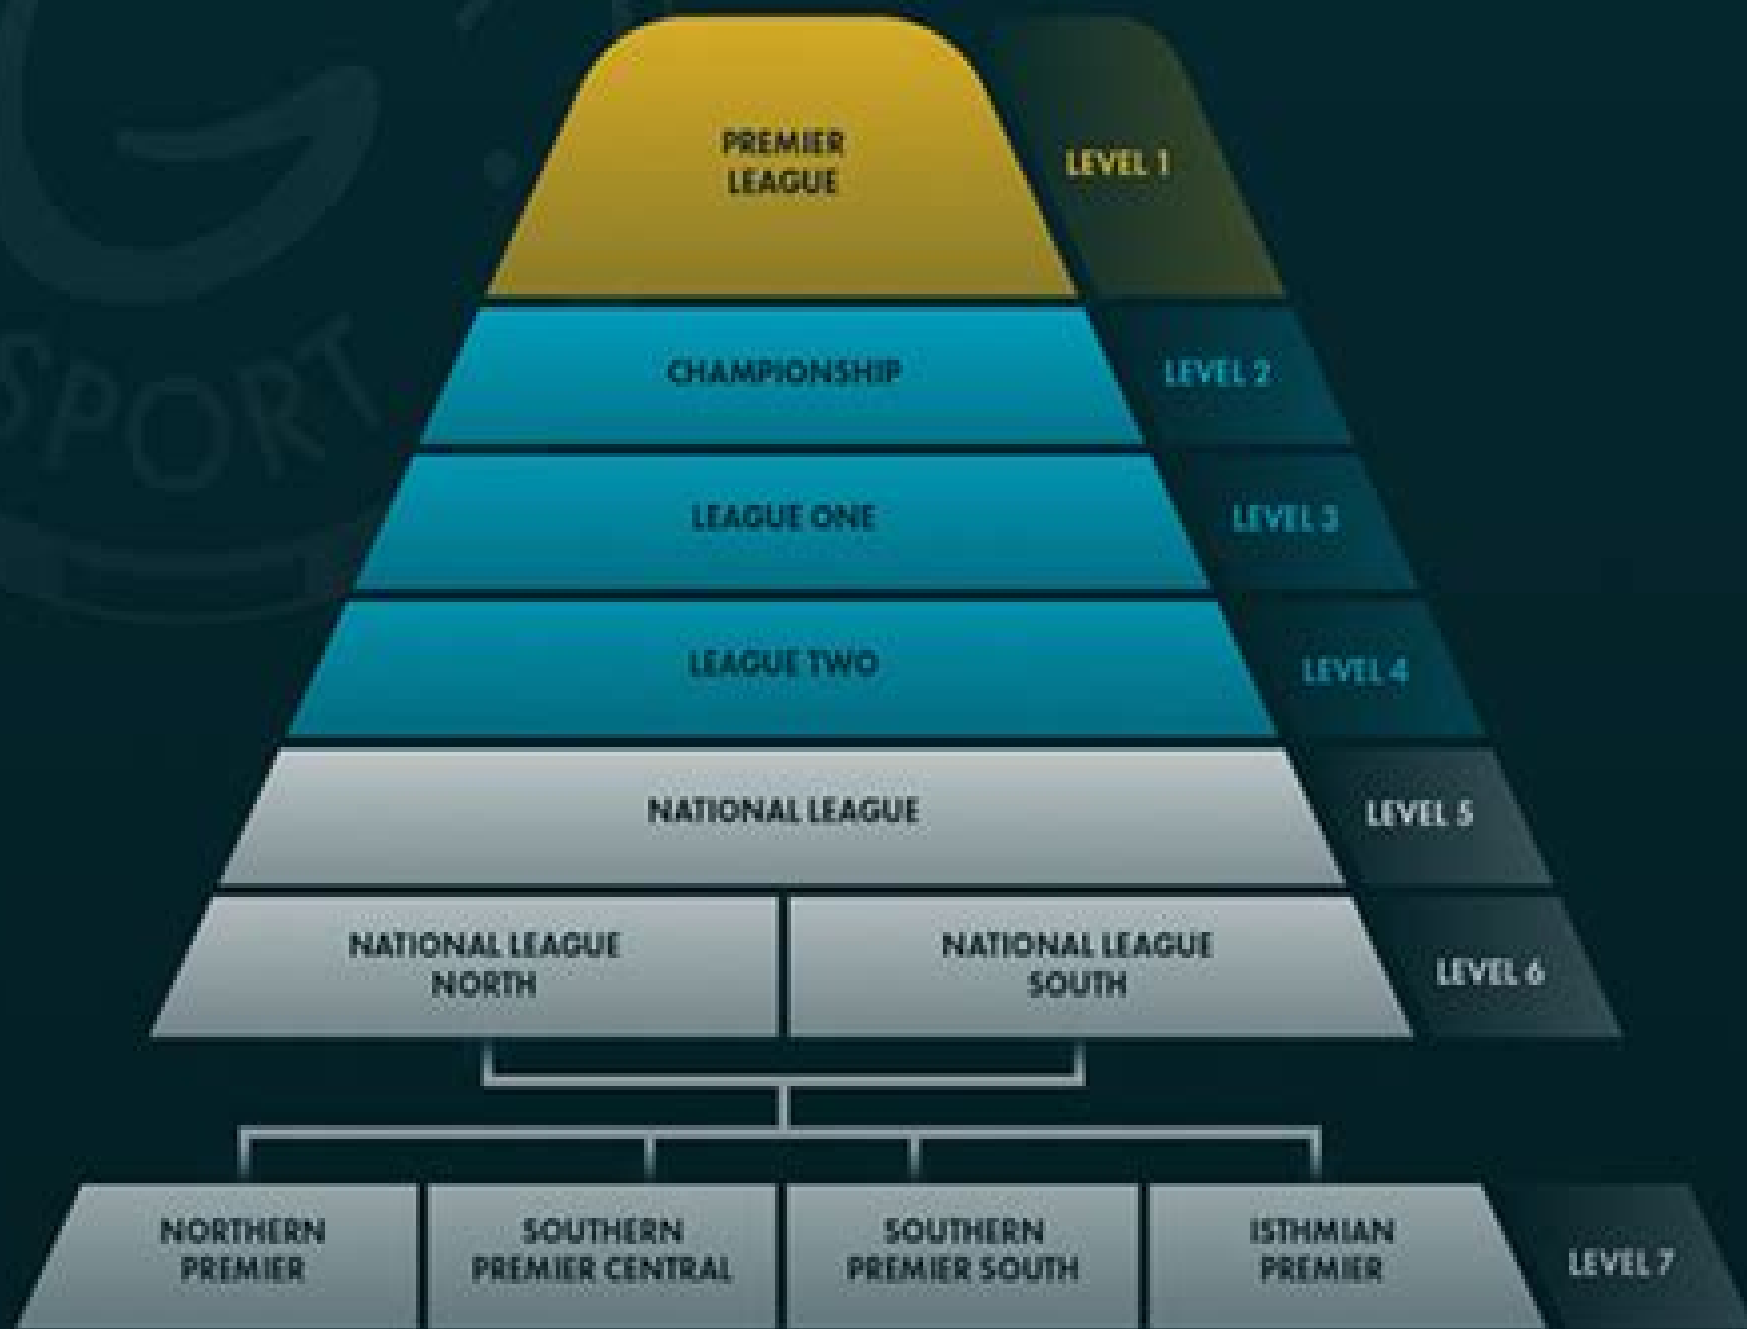 PREMIER
LEAGUE
LEVEL 1
CHAMPIONSHIP
LEVEL 2
LEAGUE ONE
LEVEL 3
LEAGUE TWO
LEVEL 4
NATIONAL LEAGUE
LEVEL 5
NATIONAL LEAGUE
NORTH
NATIONAL LEAGUE
SOUTH
LEVEL 6
NORTHERN
PREMIER
SOUTHERN
PREMIER CENTRAL
SOUTHERN
PREMIER SOUTH
ISTHMIAN
PREMIER
LEVEL 7
SPORT